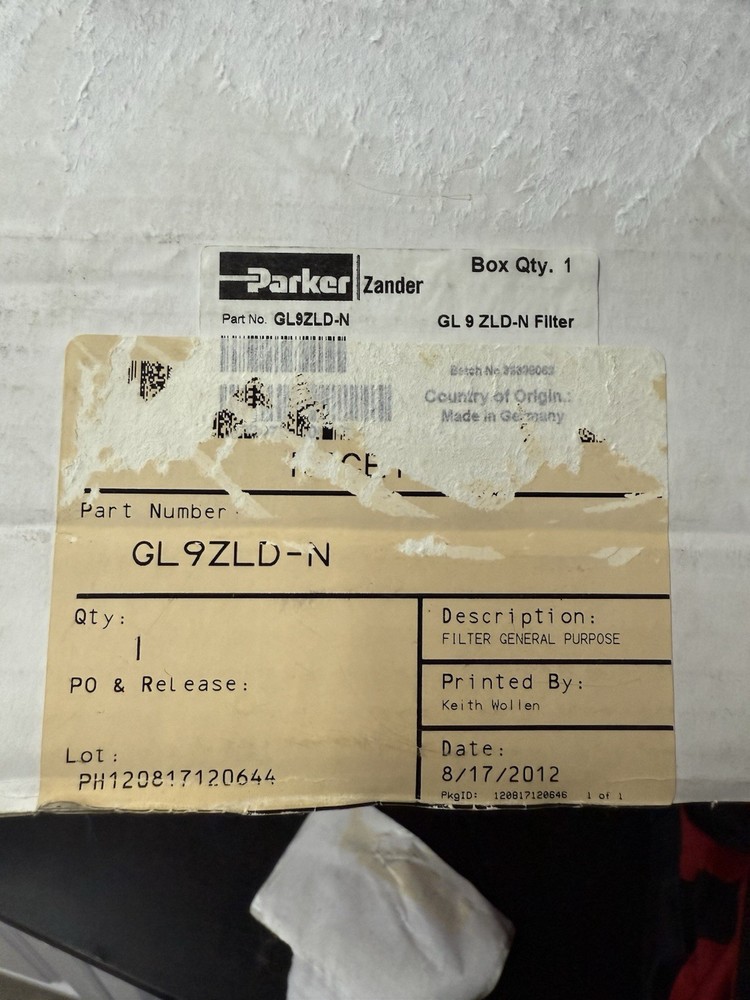 Parker Zander
Box Qty. 1
Part No. GL9ZLD-N
GL 9 ZLD-N Filter
Batch No
Country of Origin.:
Made in Germany
Part Number
GL9ZLD-N
Qty:
1
Description:
FILTER GENERAL PURPOSE
PO & Release:
Printed By:
Keith Wollen
Lot:
PH120817120644
Date:
8/17/2012
PkgID: 120817120646 1 of 1